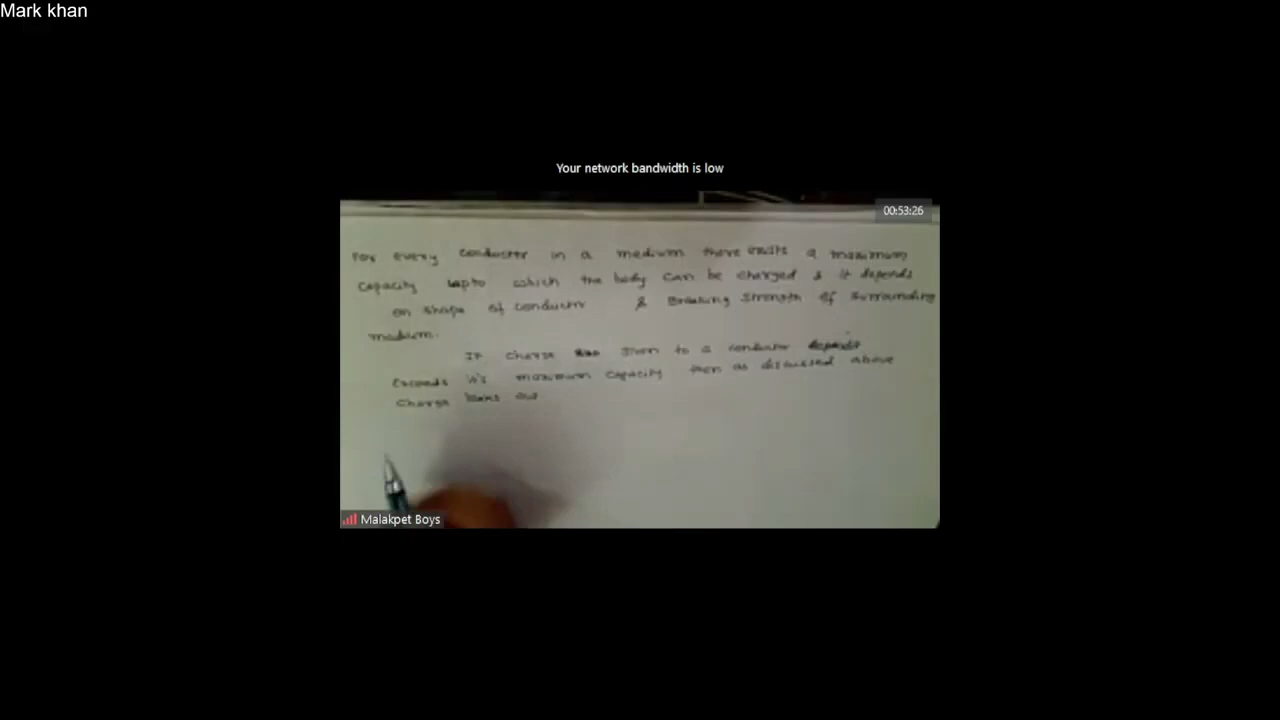 Mark khan
Your network bandwidth is low
00:53:26
For every conductor in a medium there exists a maximum
capacity upto which the body can be charged & it depends
on shape of conductor & Breaking strength of surrounding
medium.
If charge given to a conductor
exceeds it's maximum capacity then as discussed above
charge leaks out
Malakpet Boys